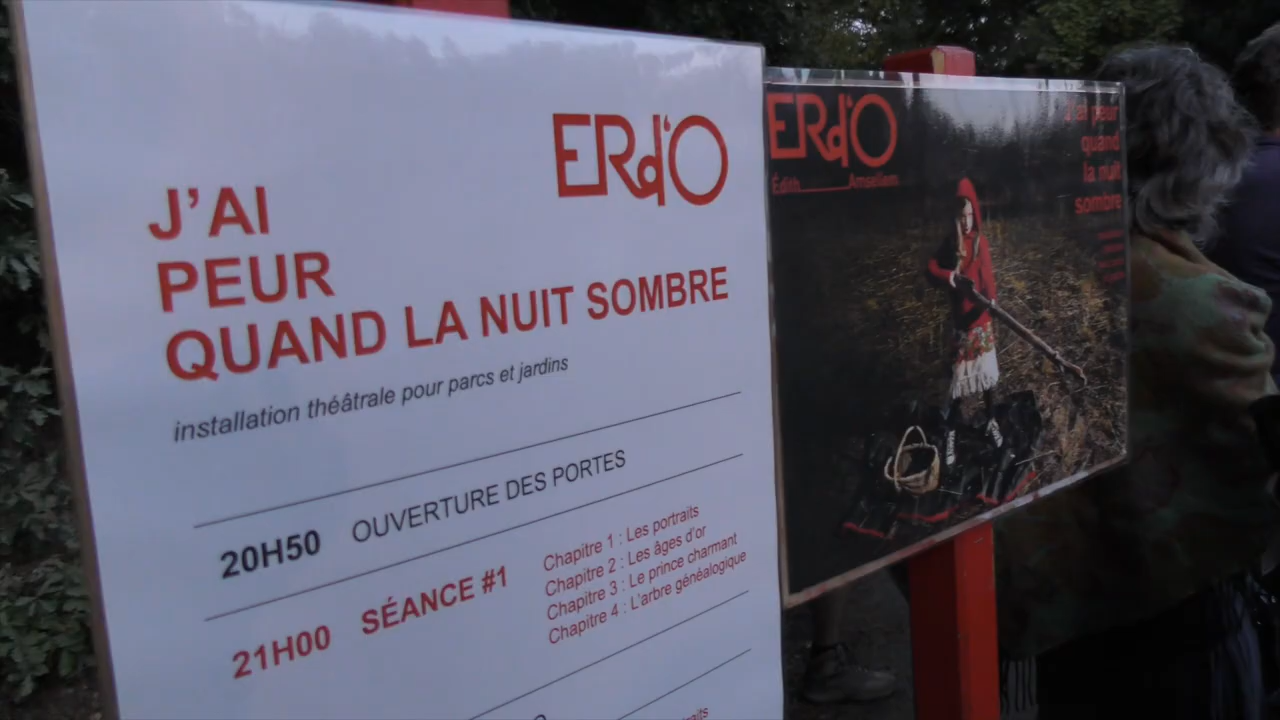 ERd'O
J'AI
PEUR
QUAND LA NUIT SOMBRE
installation théâtrale pour parcs et jardins
20H50 OUVERTURE DES PORTES
21H00 SÉANCE #1
Chapitre 1 : Les portraits
Chapitre 2 : Les âges d'or
Chapitre 3 : Le prince charmant
Chapitre 4 : L'arbre généalogique
ERd'O
Édith Amsellem
J'ai peur
quand
la nuit
sombre